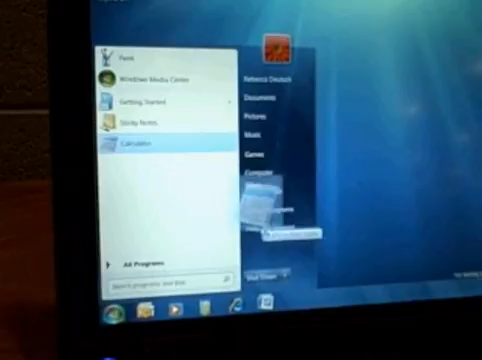 Paint
Windows Media Center
Getting Started
Sticky Notes
Calculator
All Programs
Search programs and files
Rebecca Deutsch
Documents
Pictures
Music
Games
Computer
Shut Down